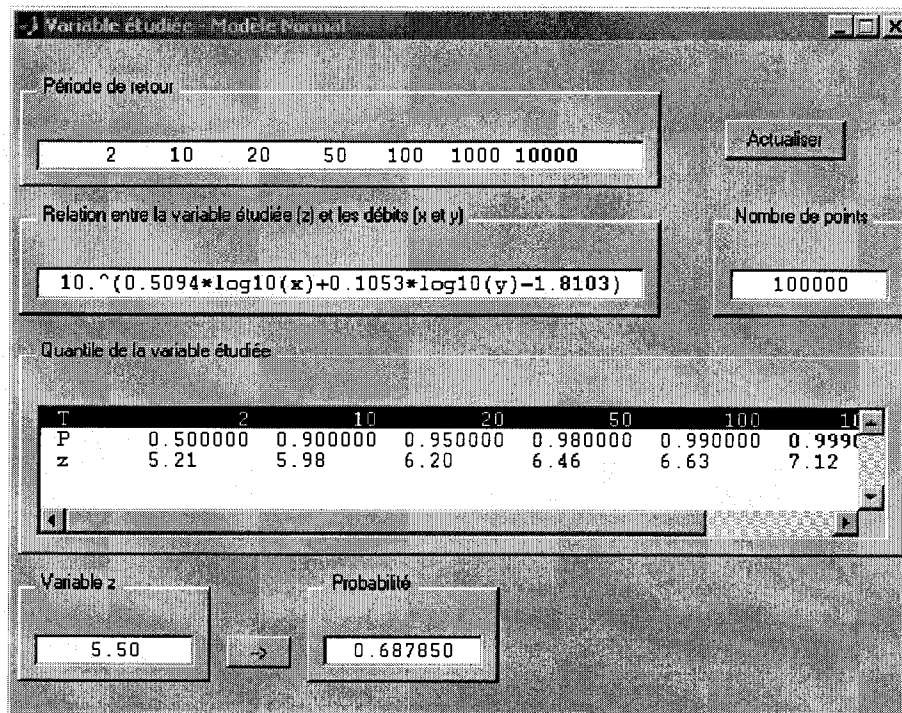 Variable étudiée - Modèle Normal
Période de retour
2 10 20 50 100 1000 10000
Actualiser
Relation entre la variable étudiée (z) et les débits (x et y)
10.^(0.5094*log10(x)+0.1053*log10(y)-1.8103)
Nombre de points
100000
Quantile de la variable étudiée
T 2 10 20 50 100 10
P 0.500000 0.900000 0.950000 0.980000 0.990000 0.9990
z 5.21 5.98 6.20 6.46 6.63 7.12
Variable z
5.50
->
Probabilité
0.687850